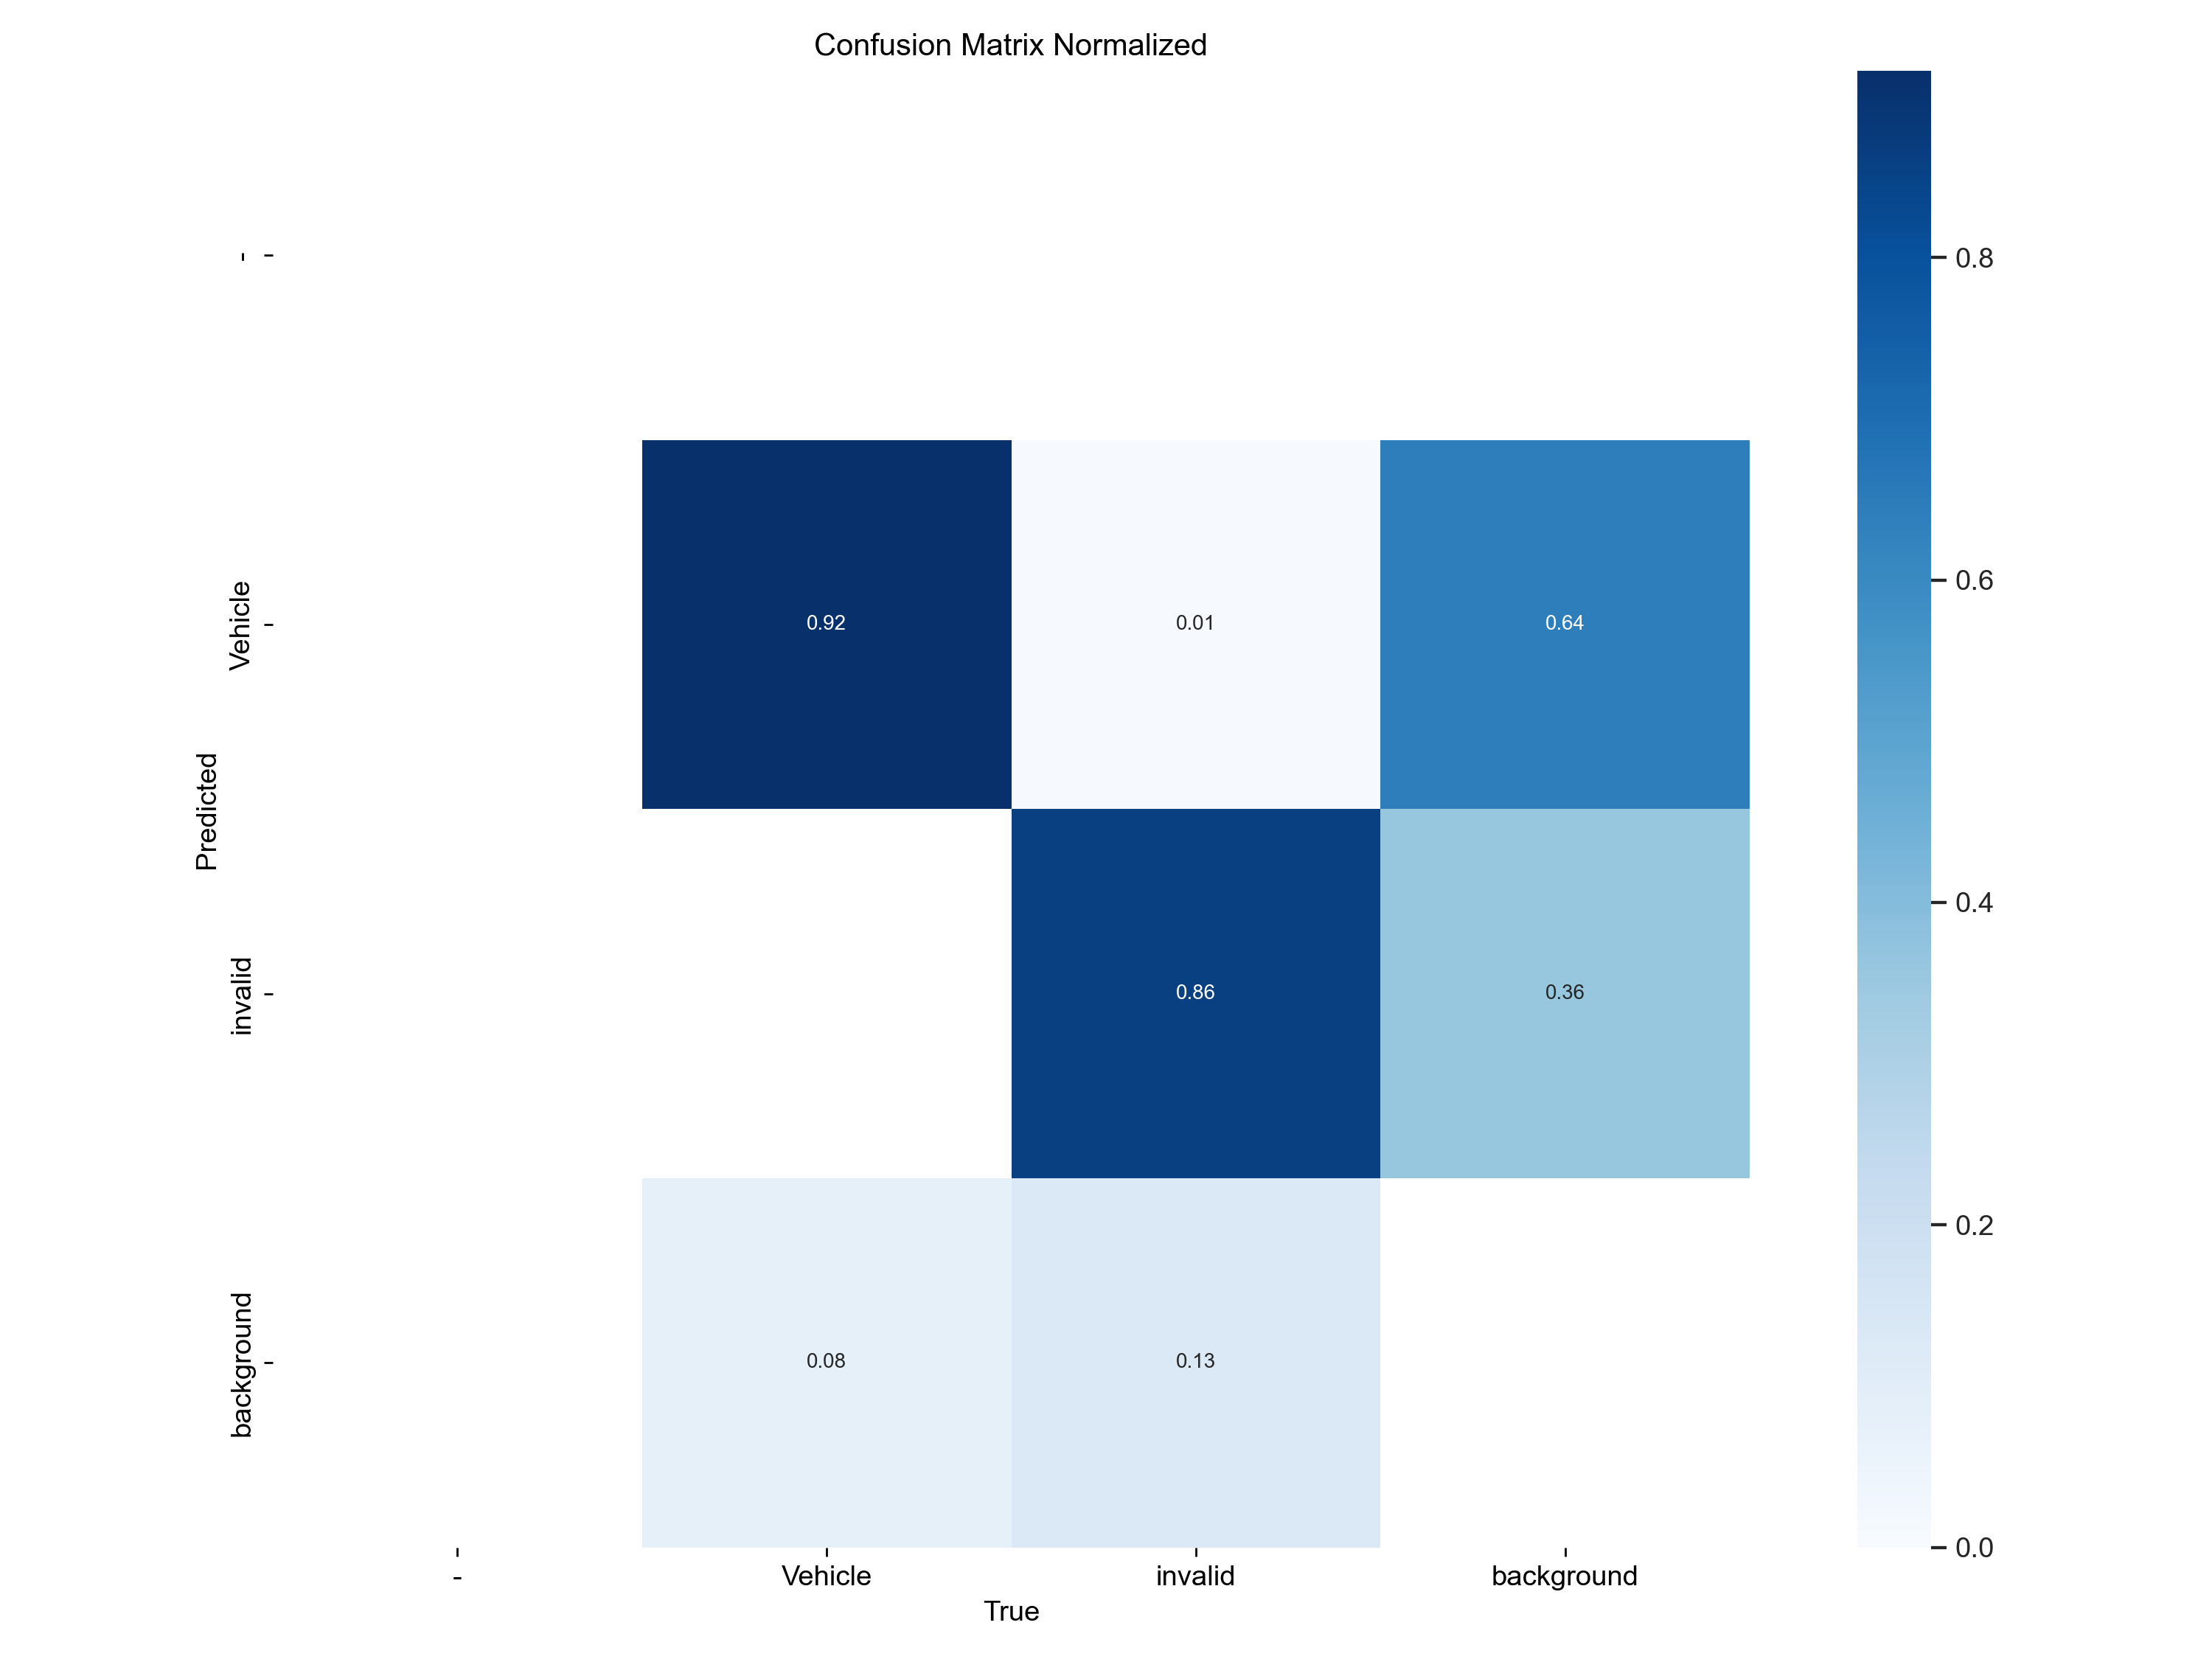 Confusion Matrix Normalized
-
Vehicle
invalid
background
Predicted
0.92 0.01 0.64
0.86 0.36
0.08 0.13
- Vehicle invalid background
True
0.8
0.6
0.4
0.2
0.0